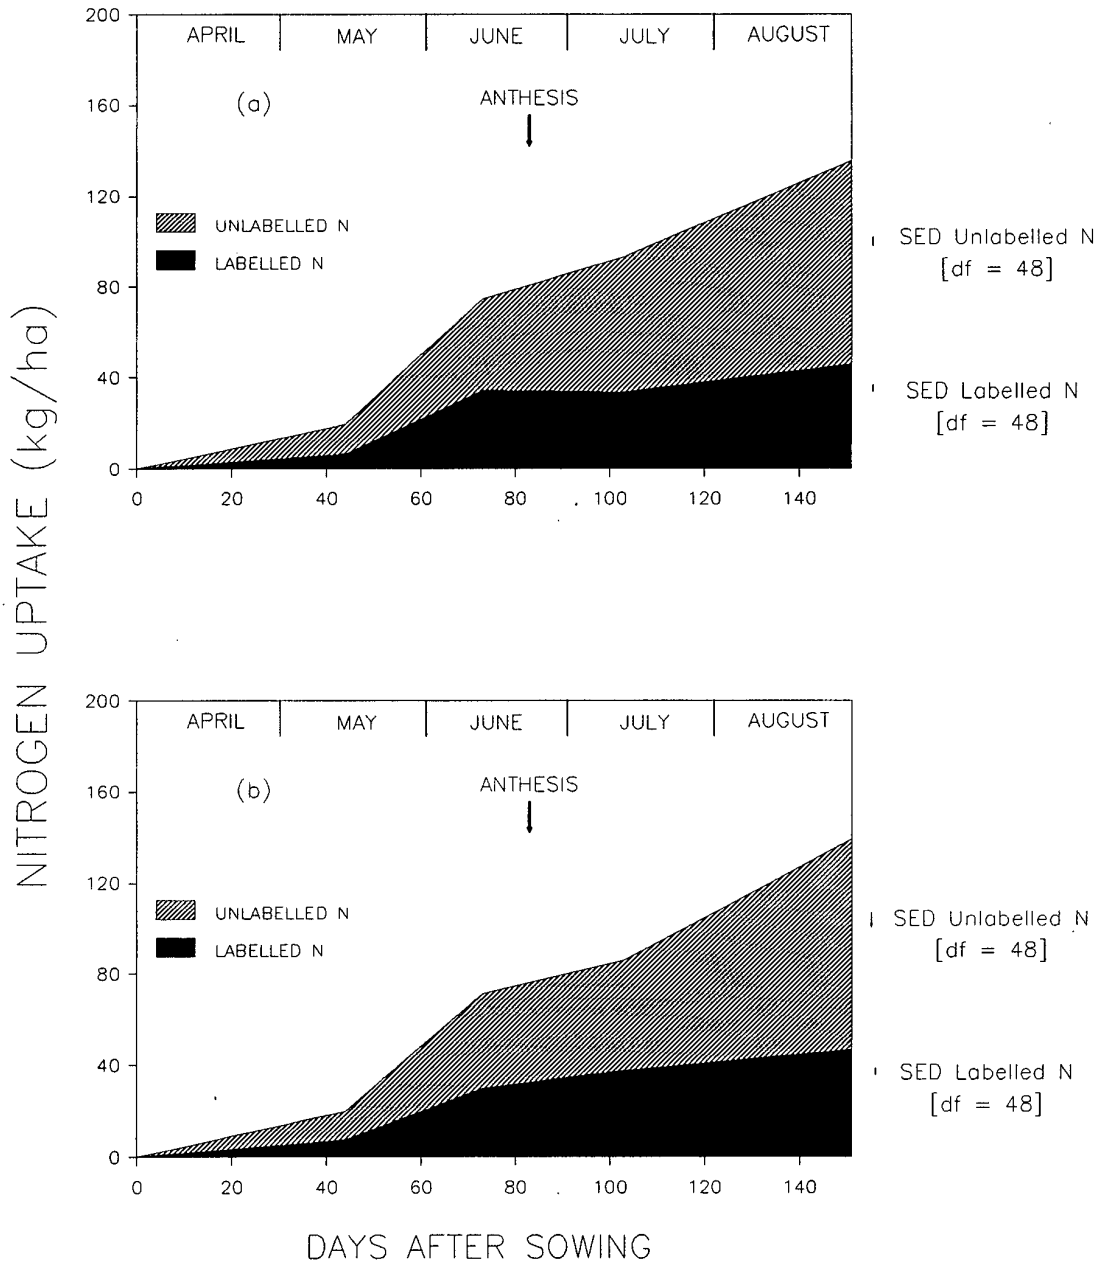 NITROGEN UPTAKE (kg/ha)
200
APRIL MAY JUNE JULY AUGUST
160
(a)
ANTHESIS
120
UNLABELLED N
LABELLED N
80
40
0
0 20 40 60 80 100 120 140
SED Unlabelled N
[df = 48]
SED Labelled N
[df = 48]
200
APRIL MAY JUNE JULY AUGUST
160
(b)
ANTHESIS
120
UNLABELLED N
LABELLED N
80
40
0
0 20 40 60 80 100 120 140
SED Unlabelled N
[df = 48]
SED Labelled N
[df = 48]
DAYS AFTER SOWING